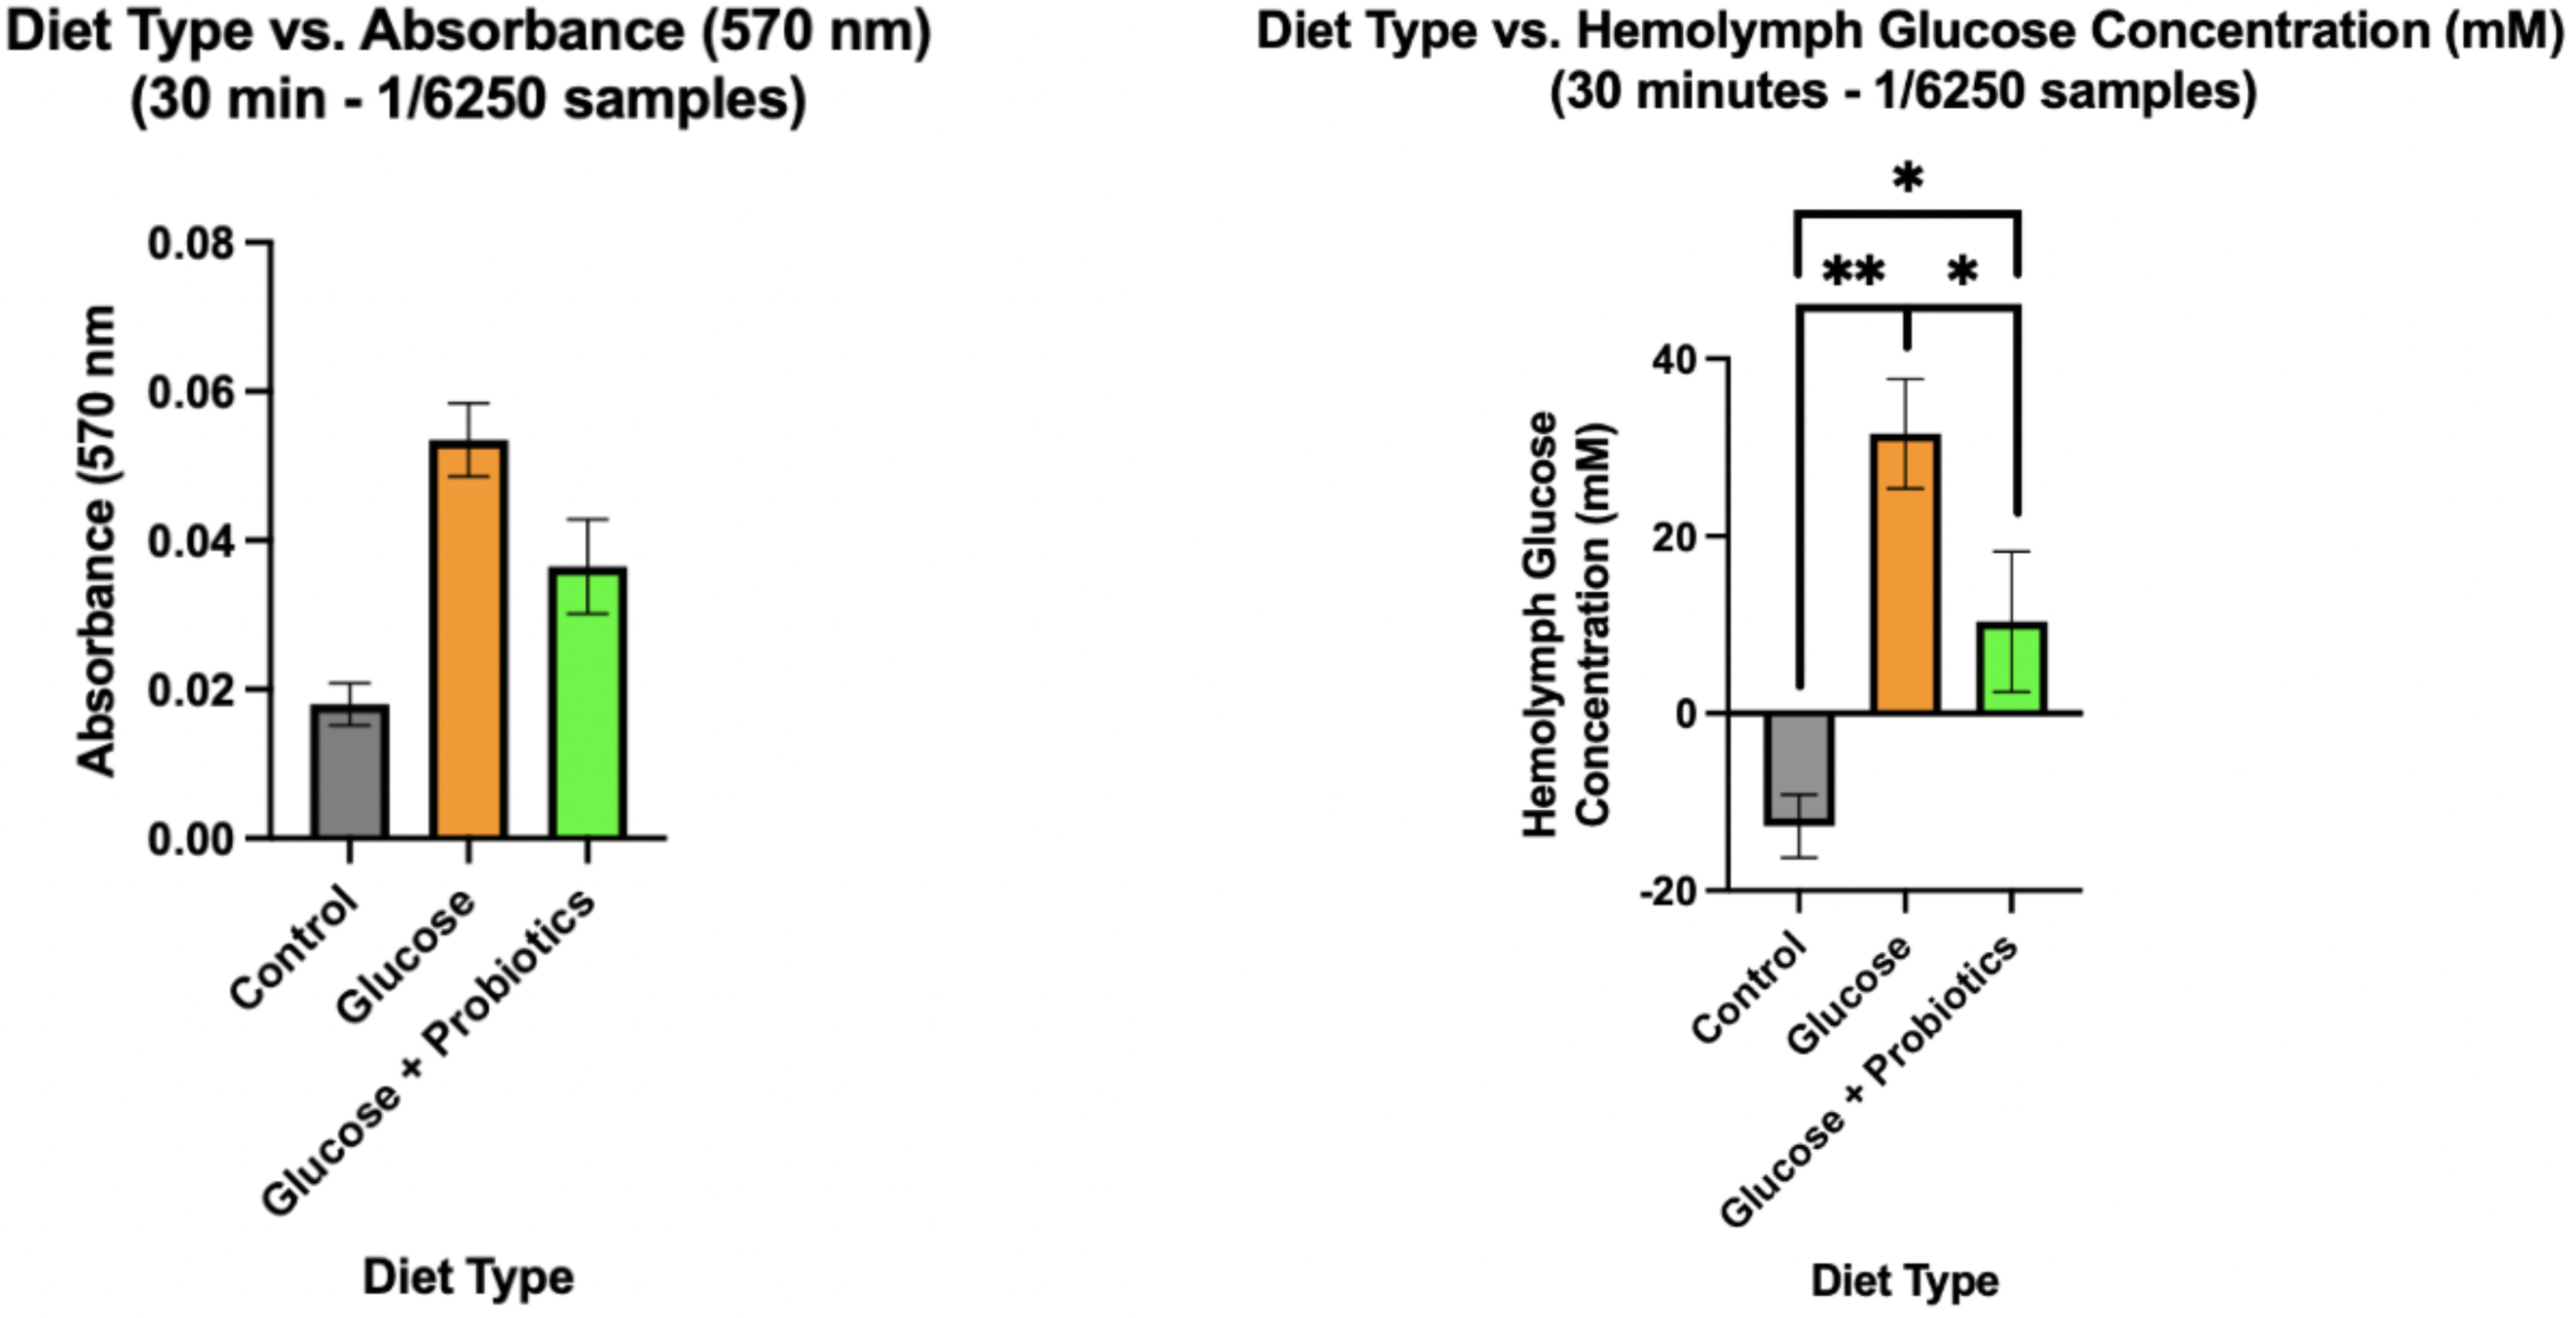 Diet Type vs. Absorbance (570 nm)
(30 min - 1/6250 samples)
0.08
0.06
0.04
0.02
0.00
Absorbance (570 nm
Control
Glucose
Glucose + Probiotics
Diet Type
Diet Type vs. Hemolymph Glucose Concentration (mM)
(30 minutes - 1/6250 samples)
*
** *
40
20
0
-20
Hemolymph Glucose
Concentration (mM)
Control
Glucose
Glucose + Probiotics
Diet Type